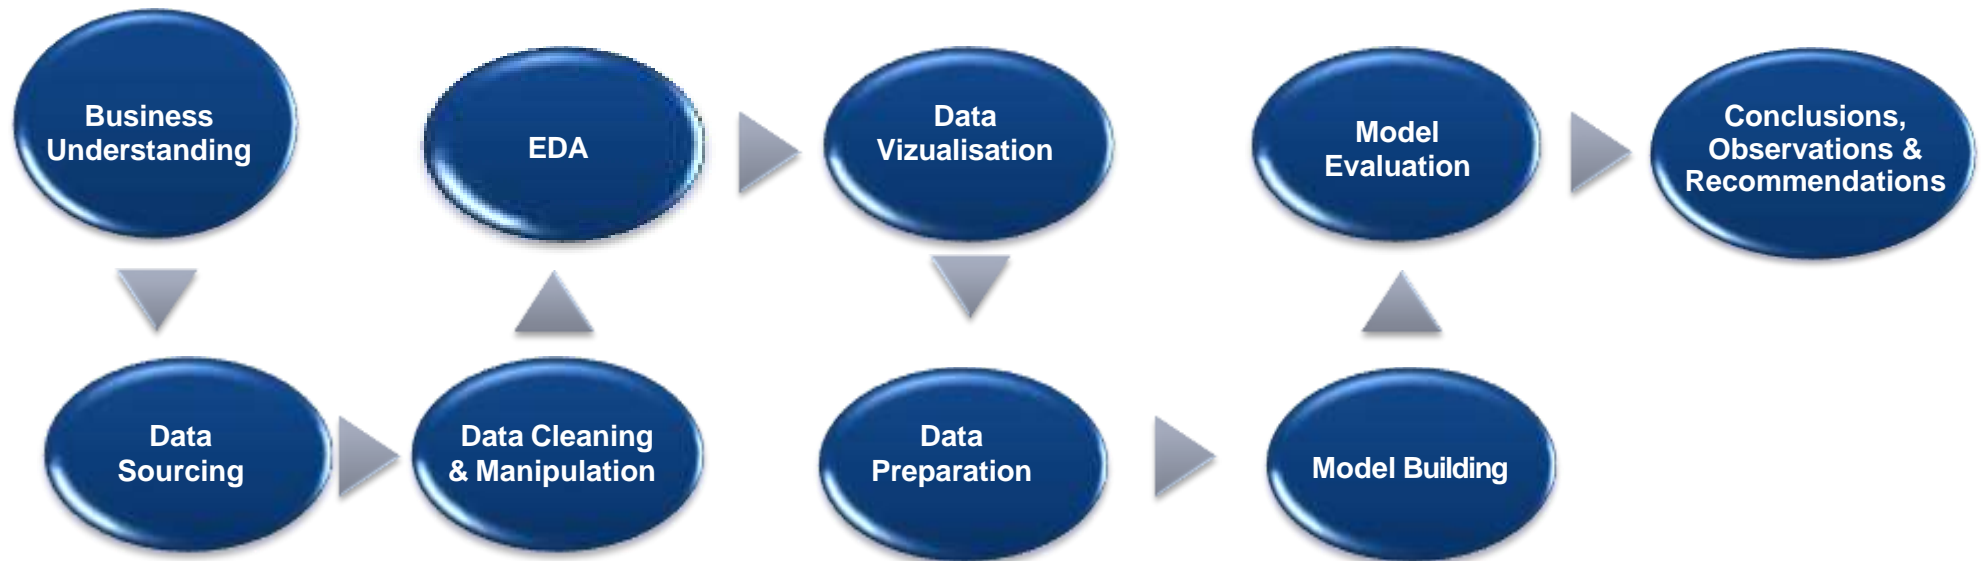 Business
Understanding
Data
Sourcing
Data Cleaning
& Manipulation
EDA
Data
Vizualisation
Data
Preparation
Model Building
Model
Evaluation
Conclusions,
Observations &
Recommendations